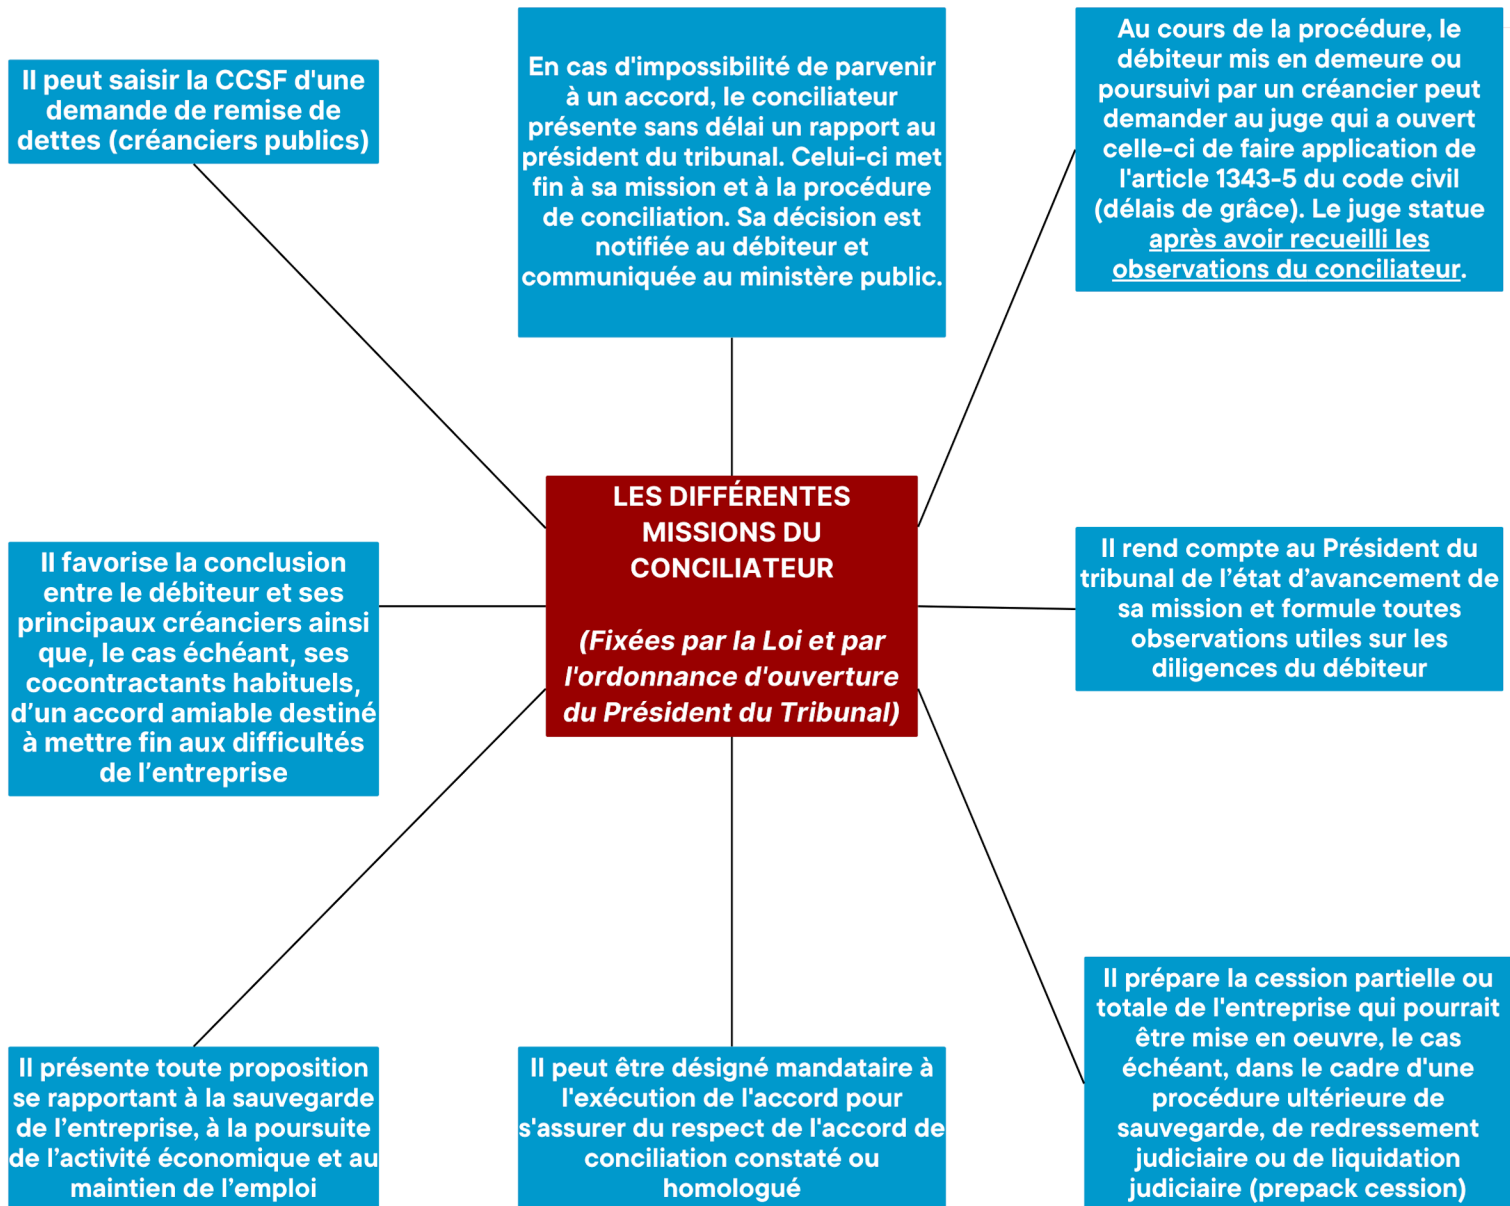 Il peut saisir la CCSF d'une
demande de remise de
dettes (créanciers publics)
En cas d'impossibilité de parvenir
à un accord, le conciliateur
présente sans délai un rapport au
président du tribunal. Celui-ci met
fin à sa mission et à la procédure
de conciliation. Sa décision est
notifiée au débiteur et
communiquée au ministère public.
Au cours de la procédure, le
débiteur mis en demeure ou
poursuivi par un créancier peut
demander au juge qui a ouvert
celle-ci de faire application de
l'article 1343-5 du code civil
(délais de grâce). Le juge statue
après avoir recueilli les
observations du conciliateur.
LES DIFFÉRENTES
MISSIONS DU
CONCILIATEUR
(Fixées par la Loi et par
l'ordonnance d'ouverture
du Président du Tribunal)
Il favorise la conclusion
entre le débiteur et ses
principaux créanciers ainsi
que, le cas échéant, ses
cocontractants habituels,
d’un accord amiable destiné
à mettre fin aux difficultés
de l’entreprise
Il rend compte au Président du
tribunal de l’état d’avancement de
sa mission et formule toutes
observations utiles sur les
diligences du débiteur
Il présente toute proposition
se rapportant à la sauvegarde
de l’entreprise, à la poursuite
de l’activité économique et au
maintien de l’emploi
Il peut être désigné mandataire à
l'exécution de l'accord pour
s'assurer du respect de l'accord de
conciliation constaté ou
homologué
Il prépare la cession partielle ou
totale de l'entreprise qui pourrait
être mise en oeuvre, le cas
échéant, dans le cadre d'une
procédure ultérieure de
sauvegarde, de redressement
judiciaire ou de liquidation
judiciaire (prepack cession)